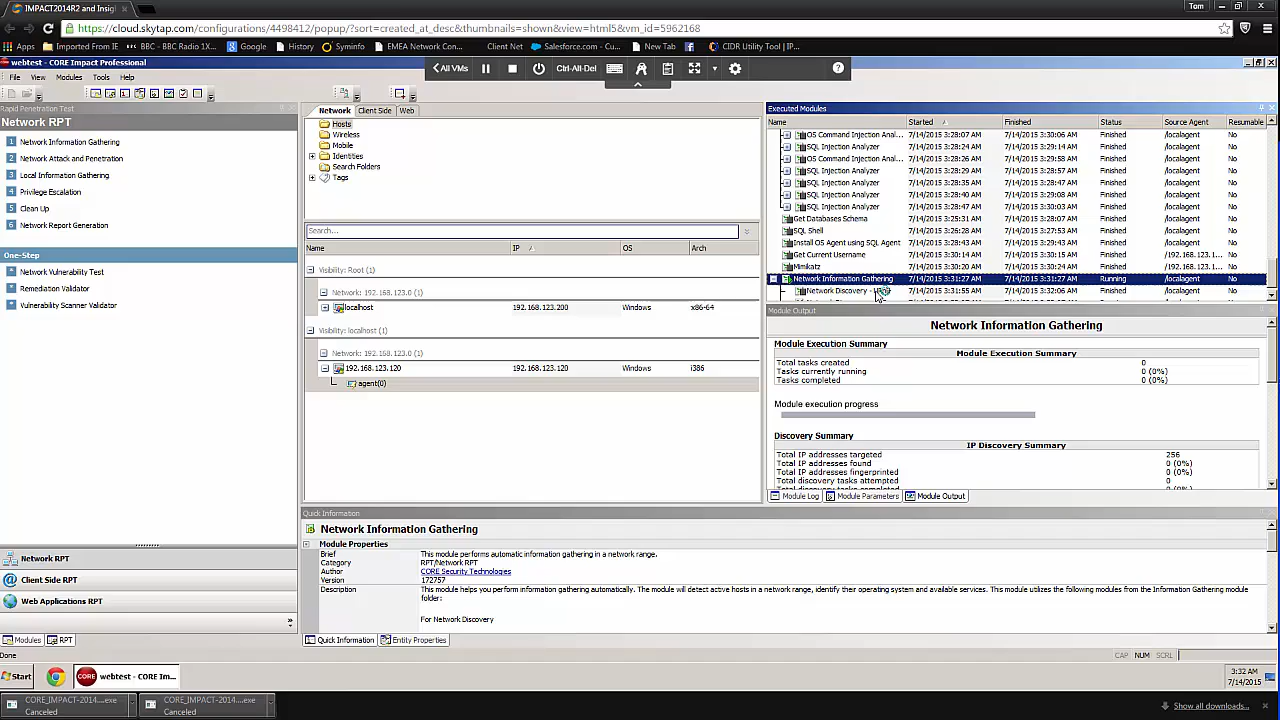 IMPACT2014R2 and Insigh
Tom
https://cloud.skytap.com/configurations/4498412/popup/?sort=created_at_desc&thumbnails=shown&view=html5&vm_id=5962168
Apps
Imported From IE
BBC - BBC Radio 1X...
Google
History
Syminfo
EMEA Network Con...
Client Net
Salesforce.com - C...
New Tab
CIDR Utility Tool | IP...
webtest - CORE Impact Professional
All VMs
Ctrl-Alt-Del
File View Modules Tools Help
Rapid Penetration Test
Network RPT
1 Network Information Gathering
2 Network Attack and Penetration
3 Local Information Gathering
4 Privilege Escalation
5 Clean Up
6 Network Report Generation
One-Step
Network Vulnerability Test
Remediation Validator
Vulnerability Scanner Validator
Network RPT
Client Side RPT
Web Applications RPT
Modules RPT
Network Client Side Web
Hosts
Wireless
Mobile
Identities
Search Folders
Tags
Search...
Name IP OS Arch
Visibility: Root (1)
Network: 192.168.123.0 (1)
localhost 192.168.123.200 Windows x86-64
Visibility: localhost (1)
Network: 192.168.123.0 (1)
192.168.123.120 192.168.123.120 Windows i386
agent(0)
Executed Modules
Name Started Finished Status Source Agent Resumable
OS Command Injection Anal... 7/14/2015 3:28:07 AM 7/14/2015 3:30:06 AM Finished /localagent No
SQL Injection Analyzer 7/14/2015 3:28:24 AM 7/14/2015 3:29:14 AM Finished /localagent No
OS Command Injection Anal... 7/14/2015 3:28:26 AM 7/14/2015 3:29:58 AM Finished /localagent No
SQL Injection Analyzer 7/14/2015 3:28:29 AM 7/14/2015 3:28:57 AM Finished /localagent No
SQL Injection Analyzer 7/14/2015 3:28:35 AM 7/14/2015 3:28:47 AM Finished /localagent No
SQL Injection Analyzer 7/14/2015 3:28:40 AM 7/14/2015 3:29:08 AM Finished /localagent No
SQL Injection Analyzer 7/14/2015 3:28:47 AM 7/14/2015 3:30:03 AM Finished /localagent No
Get Databases Schema 7/14/2015 3:25:31 AM 7/14/2015 3:25:37 AM Finished /localagent No
SQL Shell 7/14/2015 3:26:28 AM 7/14/2015 3:27:53 AM Finished /localagent No
Install OS Agent using SQL Agent 7/14/2015 3:28:29 AM 7/14/2015 3:29:43 AM Finished /localagent No
Get Current Username 7/14/2015 3:30:15 AM 7/14/2015 3:30:15 AM Finished /192.168.123.1... No
Mimikatz 7/14/2015 3:30:20 AM 7/14/2015 3:30:24 AM Finished /192.168.123.1... No
Network Information Gathering 7/14/2015 3:31:27 AM 7/14/2015 3:31:27 AM Running /localagent No
Network Discovery - 7/14/2015 3:31:55 AM 7/14/2015 3:32:06 AM Finished /localagent No
Module Output
Network Information Gathering
Module Execution Summary
Module Execution Summary
Total tasks created 0
Tasks currently running 0 (0%)
Tasks completed 0 (0%)
Module execution progress
Discovery Summary
IP Discovery Summary
Total IP addresses targeted 256
Total IP addresses found 0 (0%)
Total IP addresses fingerprinted 0 (0%)
Total discovery tasks attempted 0
Module Log Module Parameters Module Output
Quick Information
Network Information Gathering
Module Properties
Brief This module performs automatic information gathering in a network range.
Category RPT/Network RPT
Author CORE Security Technologies
Version 172757
Description This module helps you perform information gathering automatically. The module will detect active hosts in a network range, identify their operating system and available services. This module utilizes the following modules from the Information Gathering module
folder:
For Network Discovery
Quick Information Entity Properties
Done
CAP NUM SCRL
Start
CORE webtest - CORE Im...
3:32 AM
7/14/2015
CORE_IMPACT-2014....exe
Canceled
CORE_IMPACT-2014....exe
Canceled
Show all downloads...